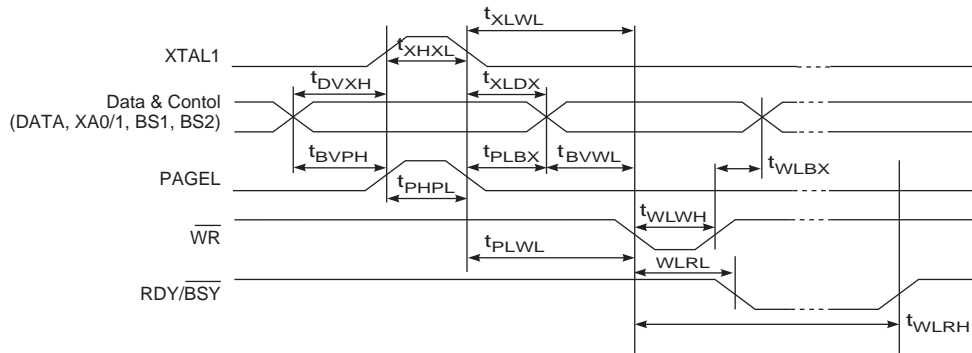 tXLWL
XTAL1
tXHXL
tDVXH
tXLDX
Data & Contol
(DATA, XA0/1, BS1, BS2)
tBVPH
tPLBX
tBVWL
tWLBX
PAGEL
tPHPL
WR
tWLWH
tPLWL
WLRL
RDY/BSY
tWLRH